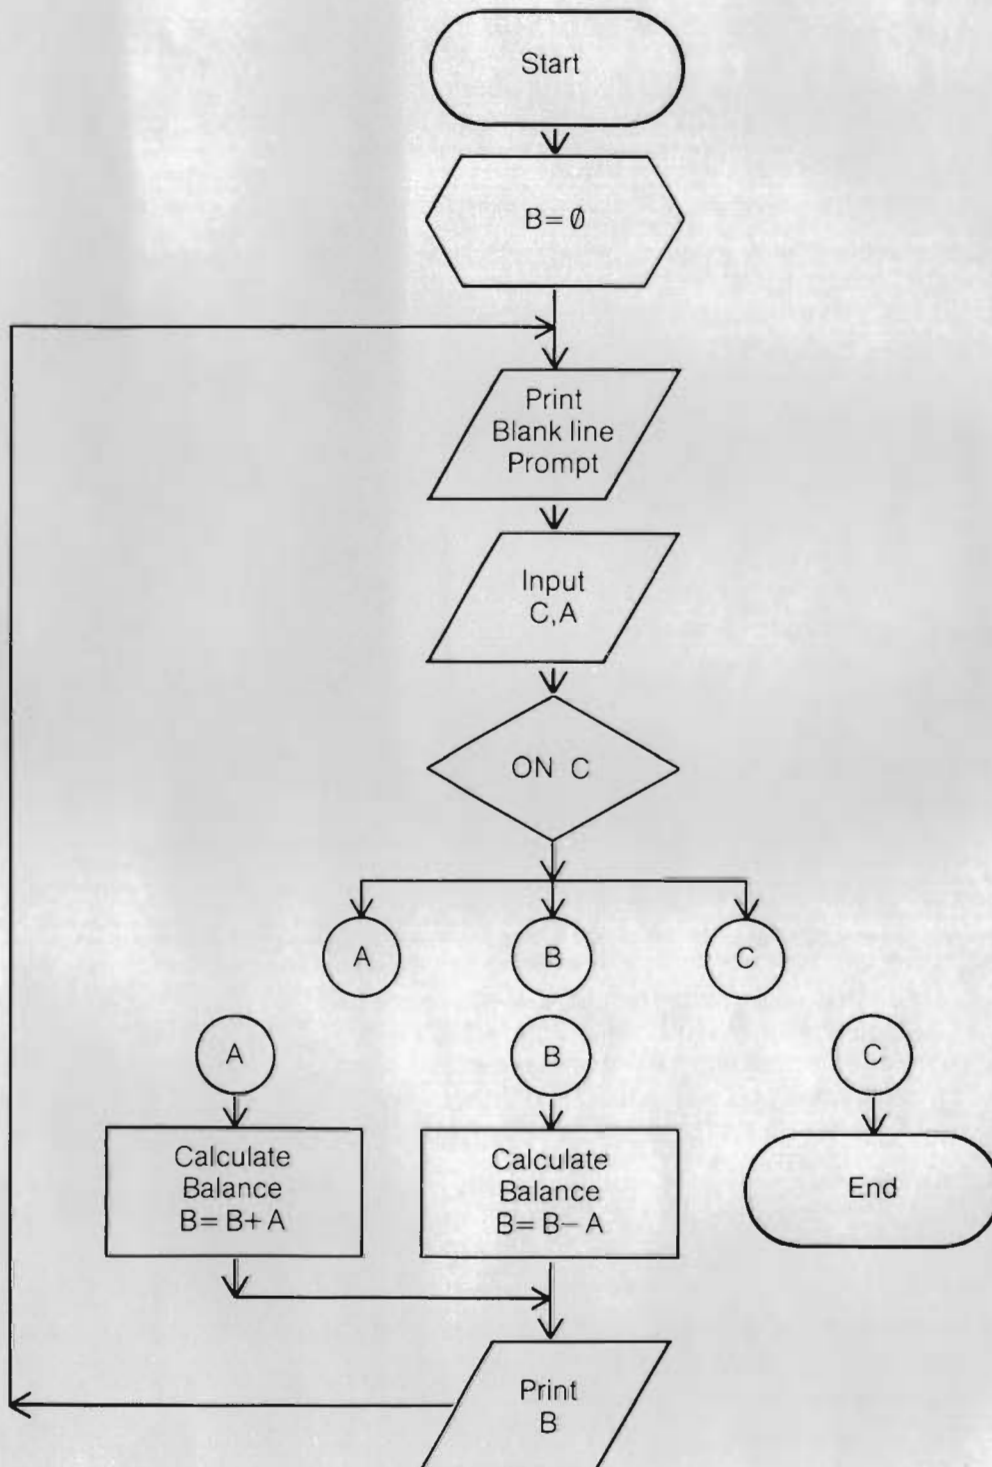 Start
B=Ø
Print
Blank line
Prompt
Input
C,A
ON C
A
B
C
A
B
C
Calculate
Balance
B=B+A
Calculate
Balance
B=B−A
End
Print
B